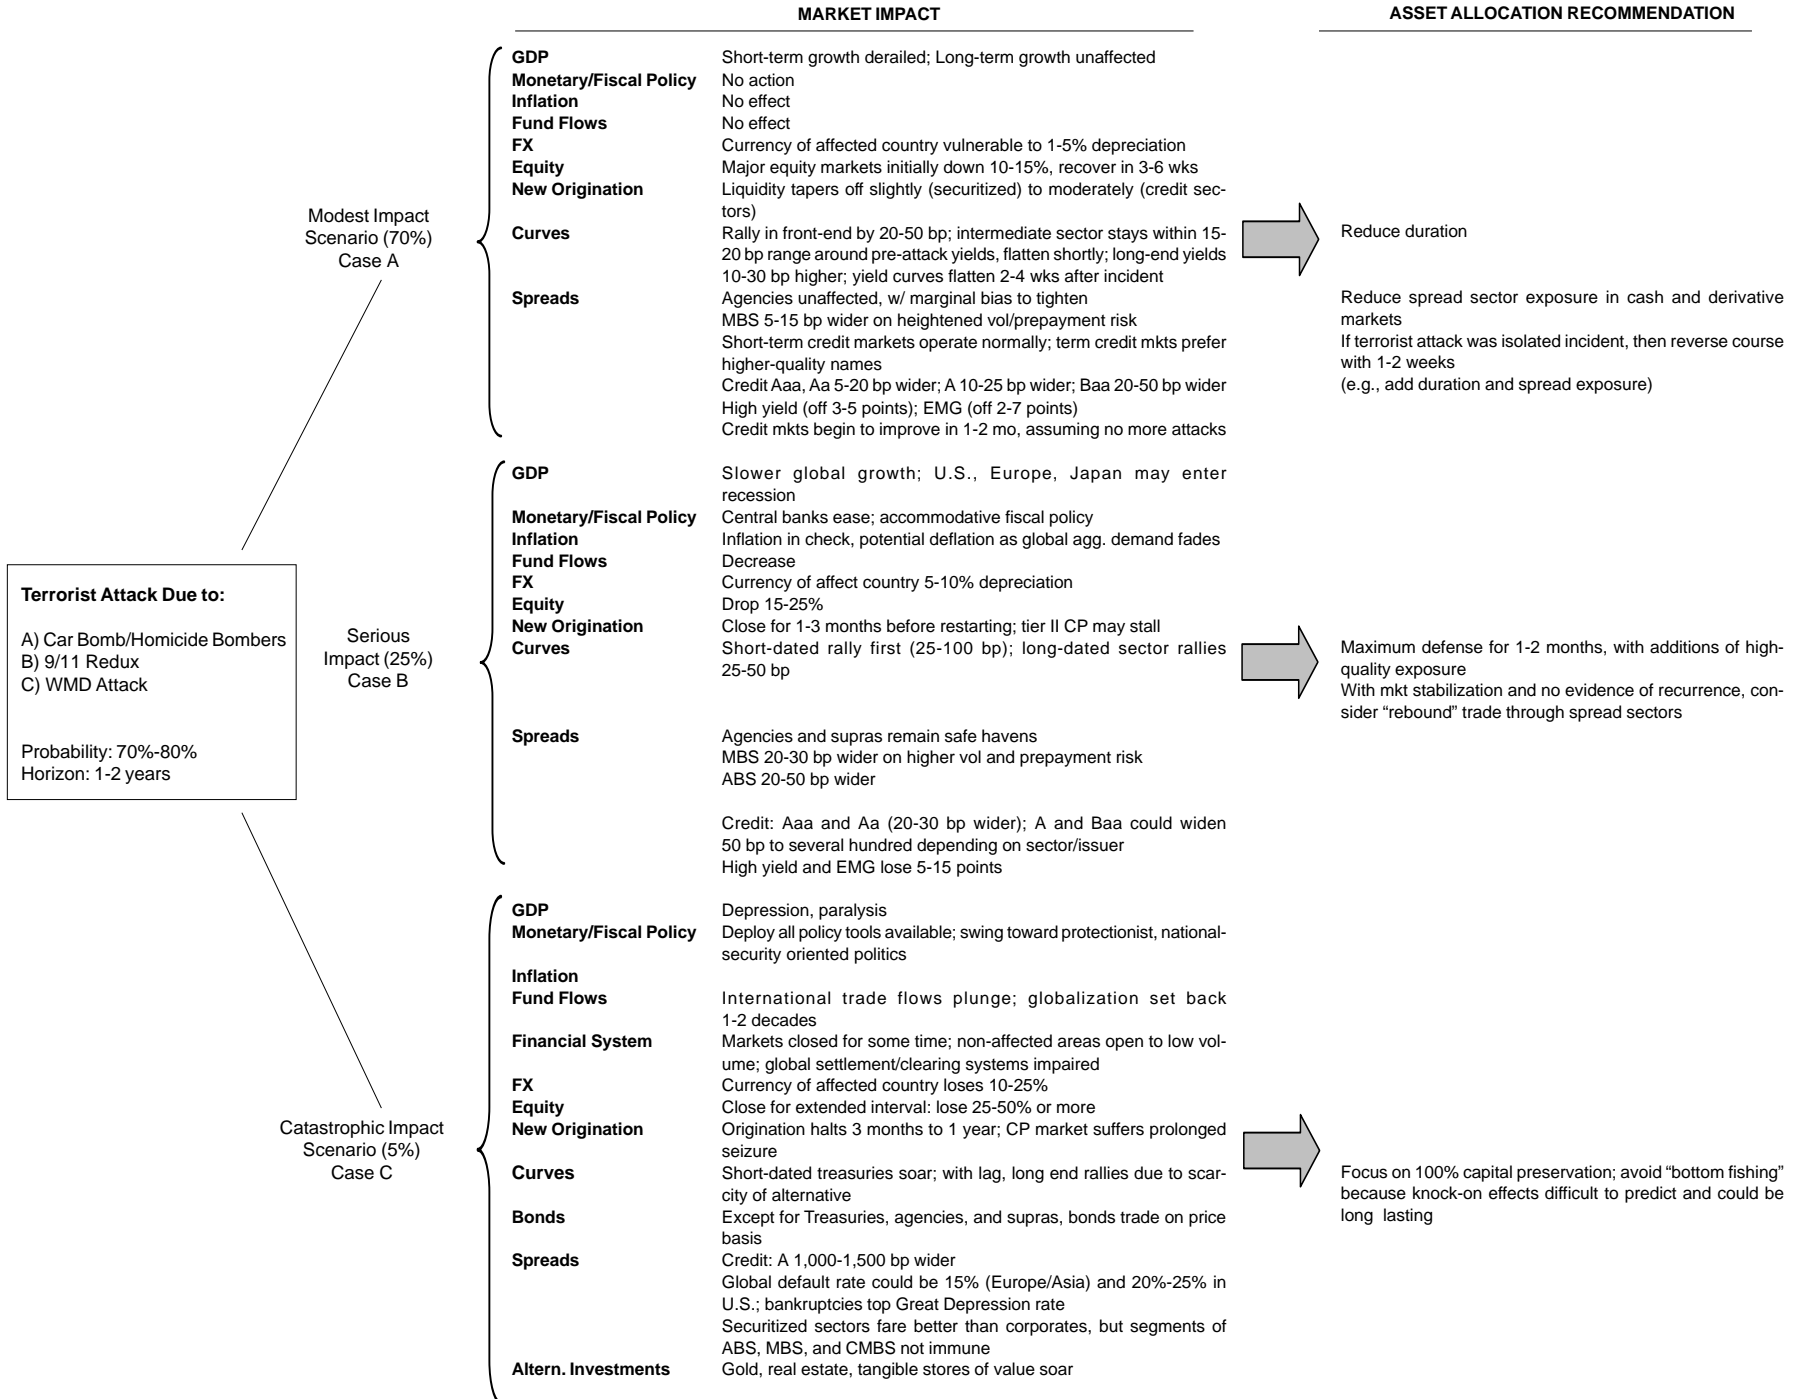 MARKET IMPACT
ASSET ALLOCATION RECOMMENDATION
GDP Short-term growth derailed; Long-term growth unaffected
Monetary/Fiscal Policy No action
Inflation No effect
Fund Flows No effect
FX Currency of affected country vulnerable to 1-5% depreciation
Equity Major equity markets initially down 10-15%, recover in 3-6 wks
New Origination Liquidity tapers off slightly (securitized) to moderately (credit sec-
tors)
Modest Impact
Scenario (70%)
Case A
Curves Rally in front-end by 20-50 bp; intermediate sector stays within 15-
20 bp range around pre-attack yields, flatten shortly; long-end yields
10-30 bp higher; yield curves flatten 2-4 wks after incident
Reduce duration
Spreads Agencies unaffected, w/ marginal bias to tighten
MBS 5-15 bp wider on heightened vol/prepayment risk
Short-term credit markets operate normally; term credit mkts prefer
higher-quality names
Credit Aaa, Aa 5-20 bp wider; A 10-25 bp wider; Baa 20-50 bp wider
High yield (off 3-5 points); EMG (off 2-7 points)
Credit mkts begin to improve in 1-2 mo, assuming no more attacks
Reduce spread sector exposure in cash and derivative
markets
If terrorist attack was isolated incident, then reverse course
with 1-2 weeks
(e.g., add duration and spread exposure)
GDP Slower global growth; U.S., Europe, Japan may enter
recession
Monetary/Fiscal Policy Central banks ease; accommodative fiscal policy
Inflation Inflation in check, potential deflation as global agg. demand fades
Fund Flows Decrease
FX Currency of affect country 5-10% depreciation
Equity Drop 15-25%
New Origination Close for 1-3 months before restarting; tier II CP may stall
Curves Short-dated rally first (25-100 bp); long-dated sector rallies
25-50 bp
Terrorist Attack Due to:
A) Car Bomb/Homicide Bombers
B) 9/11 Redux
C) WMD Attack
Probability: 70%-80%
Horizon: 1-2 years
Serious
Impact (25%)
Case B
Maximum defense for 1-2 months, with additions of high-
quality exposure
With mkt stabilization and no evidence of recurrence, con-
sider “rebound” trade through spread sectors
Spreads Agencies and supras remain safe havens
MBS 20-30 bp wider on higher vol and prepayment risk
ABS 20-50 bp wider
Credit: Aaa and Aa (20-30 bp wider); A and Baa could widen
50 bp to several hundred depending on sector/issuer
High yield and EMG lose 5-15 points
GDP Depression, paralysis
Monetary/Fiscal Policy Deploy all policy tools available; swing toward protectionist, national-
security oriented politics
Inflation
Fund Flows International trade flows plunge; globalization set back
1-2 decades
Financial System Markets closed for some time; non-affected areas open to low vol-
ume; global settlement/clearing systems impaired
FX Currency of affected country loses 10-25%
Equity Close for extended interval: lose 25-50% or more
New Origination Origination halts 3 months to 1 year; CP market suffers prolonged
seizure
Catastrophic Impact
Scenario (5%)
Case C
Curves Short-dated treasuries soar; with lag, long end rallies due to scar-
city of alternative
Focus on 100% capital preservation; avoid “bottom fishing”
because knock-on effects difficult to predict and could be
long lasting
Bonds Except for Treasuries, agencies, and supras, bonds trade on price
basis
Spreads Credit: A 1,000-1,500 bp wider
Global default rate could be 15% (Europe/Asia) and 20%-25% in
U.S.; bankruptcies top Great Depression rate
Securitized sectors fare better than corporates, but segments of
ABS, MBS, and CMBS not immune
Altern. Investments Gold, real estate, tangible stores of value soar